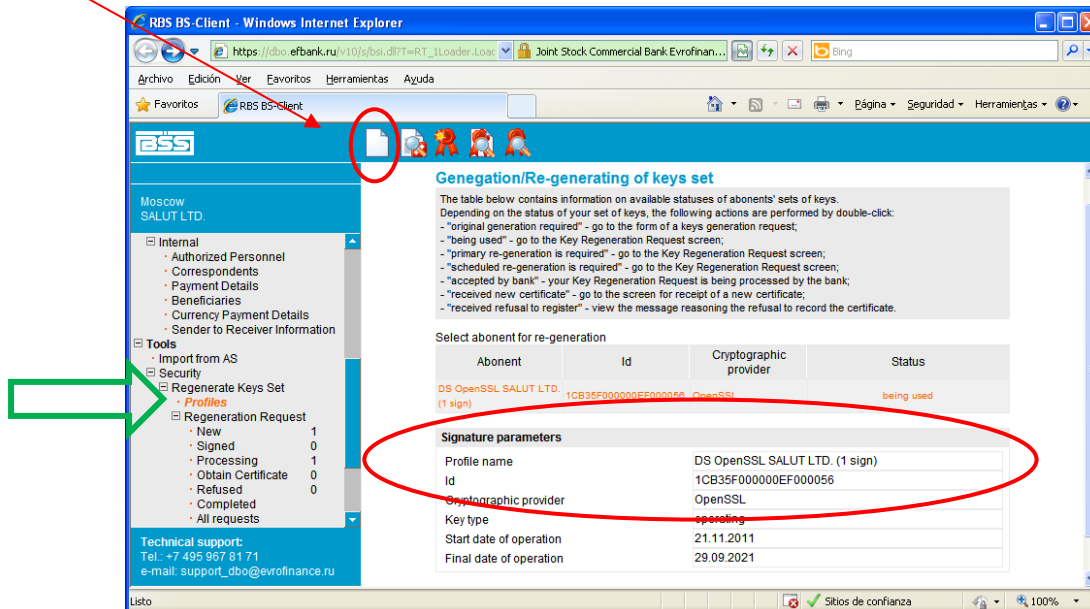 RBS BS-Client - Windows Internet Explorer
https://dbo.efbank.ru/v10/s/bsi.dll?T=RT_1Loader.Loac
Joint Stock Commercial Bank Evrofinan...
Bing
Archivo Edición Ver Favoritos Herramientas Ayuda
Favoritos
RBS BS-Client
Página
Seguridad
Herramientas
BSS
Moscow
SALUT LTD.
Internal
Authorized Personnel
Correspondents
Payment Details
Beneficiaries
Currency Payment Details
Sender to Receiver Information
Tools
Import from AS
Security
Regenerate Keys Set
Profiles
Regeneration Request
New 1
Signed 0
Processing 1
Obtain Certificate 0
Refused 0
Completed
All requests
Technical support:
Tel.: +7 495 967 81 71
e-mail: support_dbo@evrofinance.ru
Genegation/Re-generating of keys set
The table below contains information on available statuses of abonents' sets of keys.
Depending on the status of your set of keys, the following actions are performed by double-click:
- "original generation required" - go to the form of a keys generation request;
- "being used" - go to the Key Regeneration Request screen;
- "primary re-generation is required" - go to the Key Regeneration Request screen;
- "scheduled re-generation is required" - go to the Key Regeneration Request screen;
- "accepted by bank" - your Key Regeneration Request is being processed by the bank;
- "received new certificate" - go to the screen for receipt of a new certificate;
- "received refusal to register" - view the message reasoning the refusal to record the certificate.
Select abonent for re-generation
Abonent Id Cryptographic provider Status
DS OpenSSL SALUT LTD. (1 sign) 1CB35F000000EF000056 OpenSSL being used
Signature parameters
Profile name DS OpenSSL SALUT LTD. (1 sign)
Id 1CB35F000000EF000056
Cryptographic provider OpenSSL
Key type operating
Start date of operation 21.11.2011
Final date of operation 29.09.2021
Listo
Sitios de confianza
100%